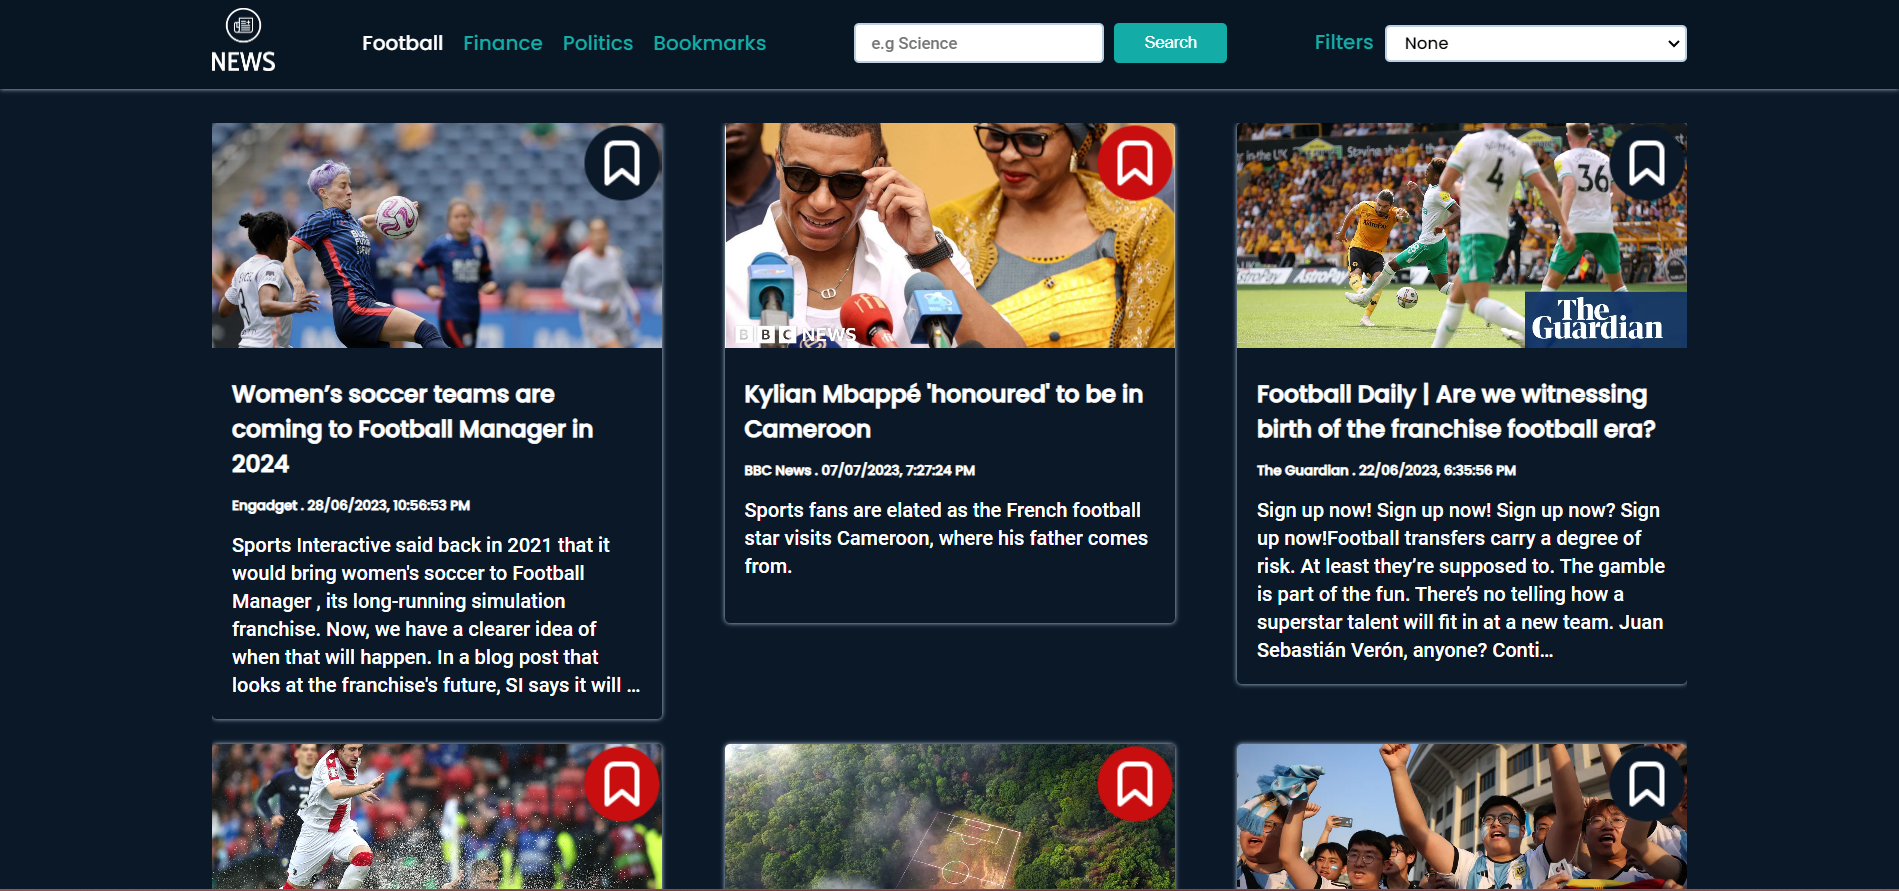 NEWS
Football Finance Politics Bookmarks
e.g Science
Search
Filters
None
4
36
BBC NEWS
AstroPay
The
Guardian
Women’s soccer teams are
coming to Football Manager in
2024
Engadget . 28/06/2023, 10:56:53 PM
Sports Interactive said back in 2021 that it
would bring women's soccer to Football
Manager , its long-running simulation
franchise. Now, we have a clearer idea of
when that will happen. In a blog post that
looks at the franchise's future, SI says it will ...
Kylian Mbappé 'honoured' to be in
Cameroon
BBC News . 07/07/2023, 7:27:24 PM
Sports fans are elated as the French football
star visits Cameroon, where his father comes
from.
Football Daily | Are we witnessing
birth of the franchise football era?
The Guardian . 22/06/2023, 6:35:56 PM
Sign up now! Sign up now! Sign up now? Sign
up now!Football transfers carry a degree of
risk. At least they’re supposed to. The gamble
is part of the fun. There’s no telling how a
superstar talent will fit in at a new team. Juan
Sebastián Verón, anyone? Conti...